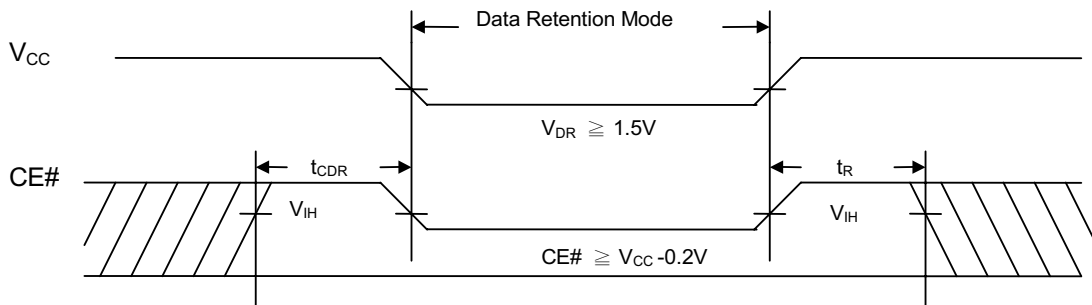 Data Retention Mode
VCC
VDR ≧ 1.5V
tCDR
tR
CE#
VIH
VIH
CE# ≧ VCC -0.2V